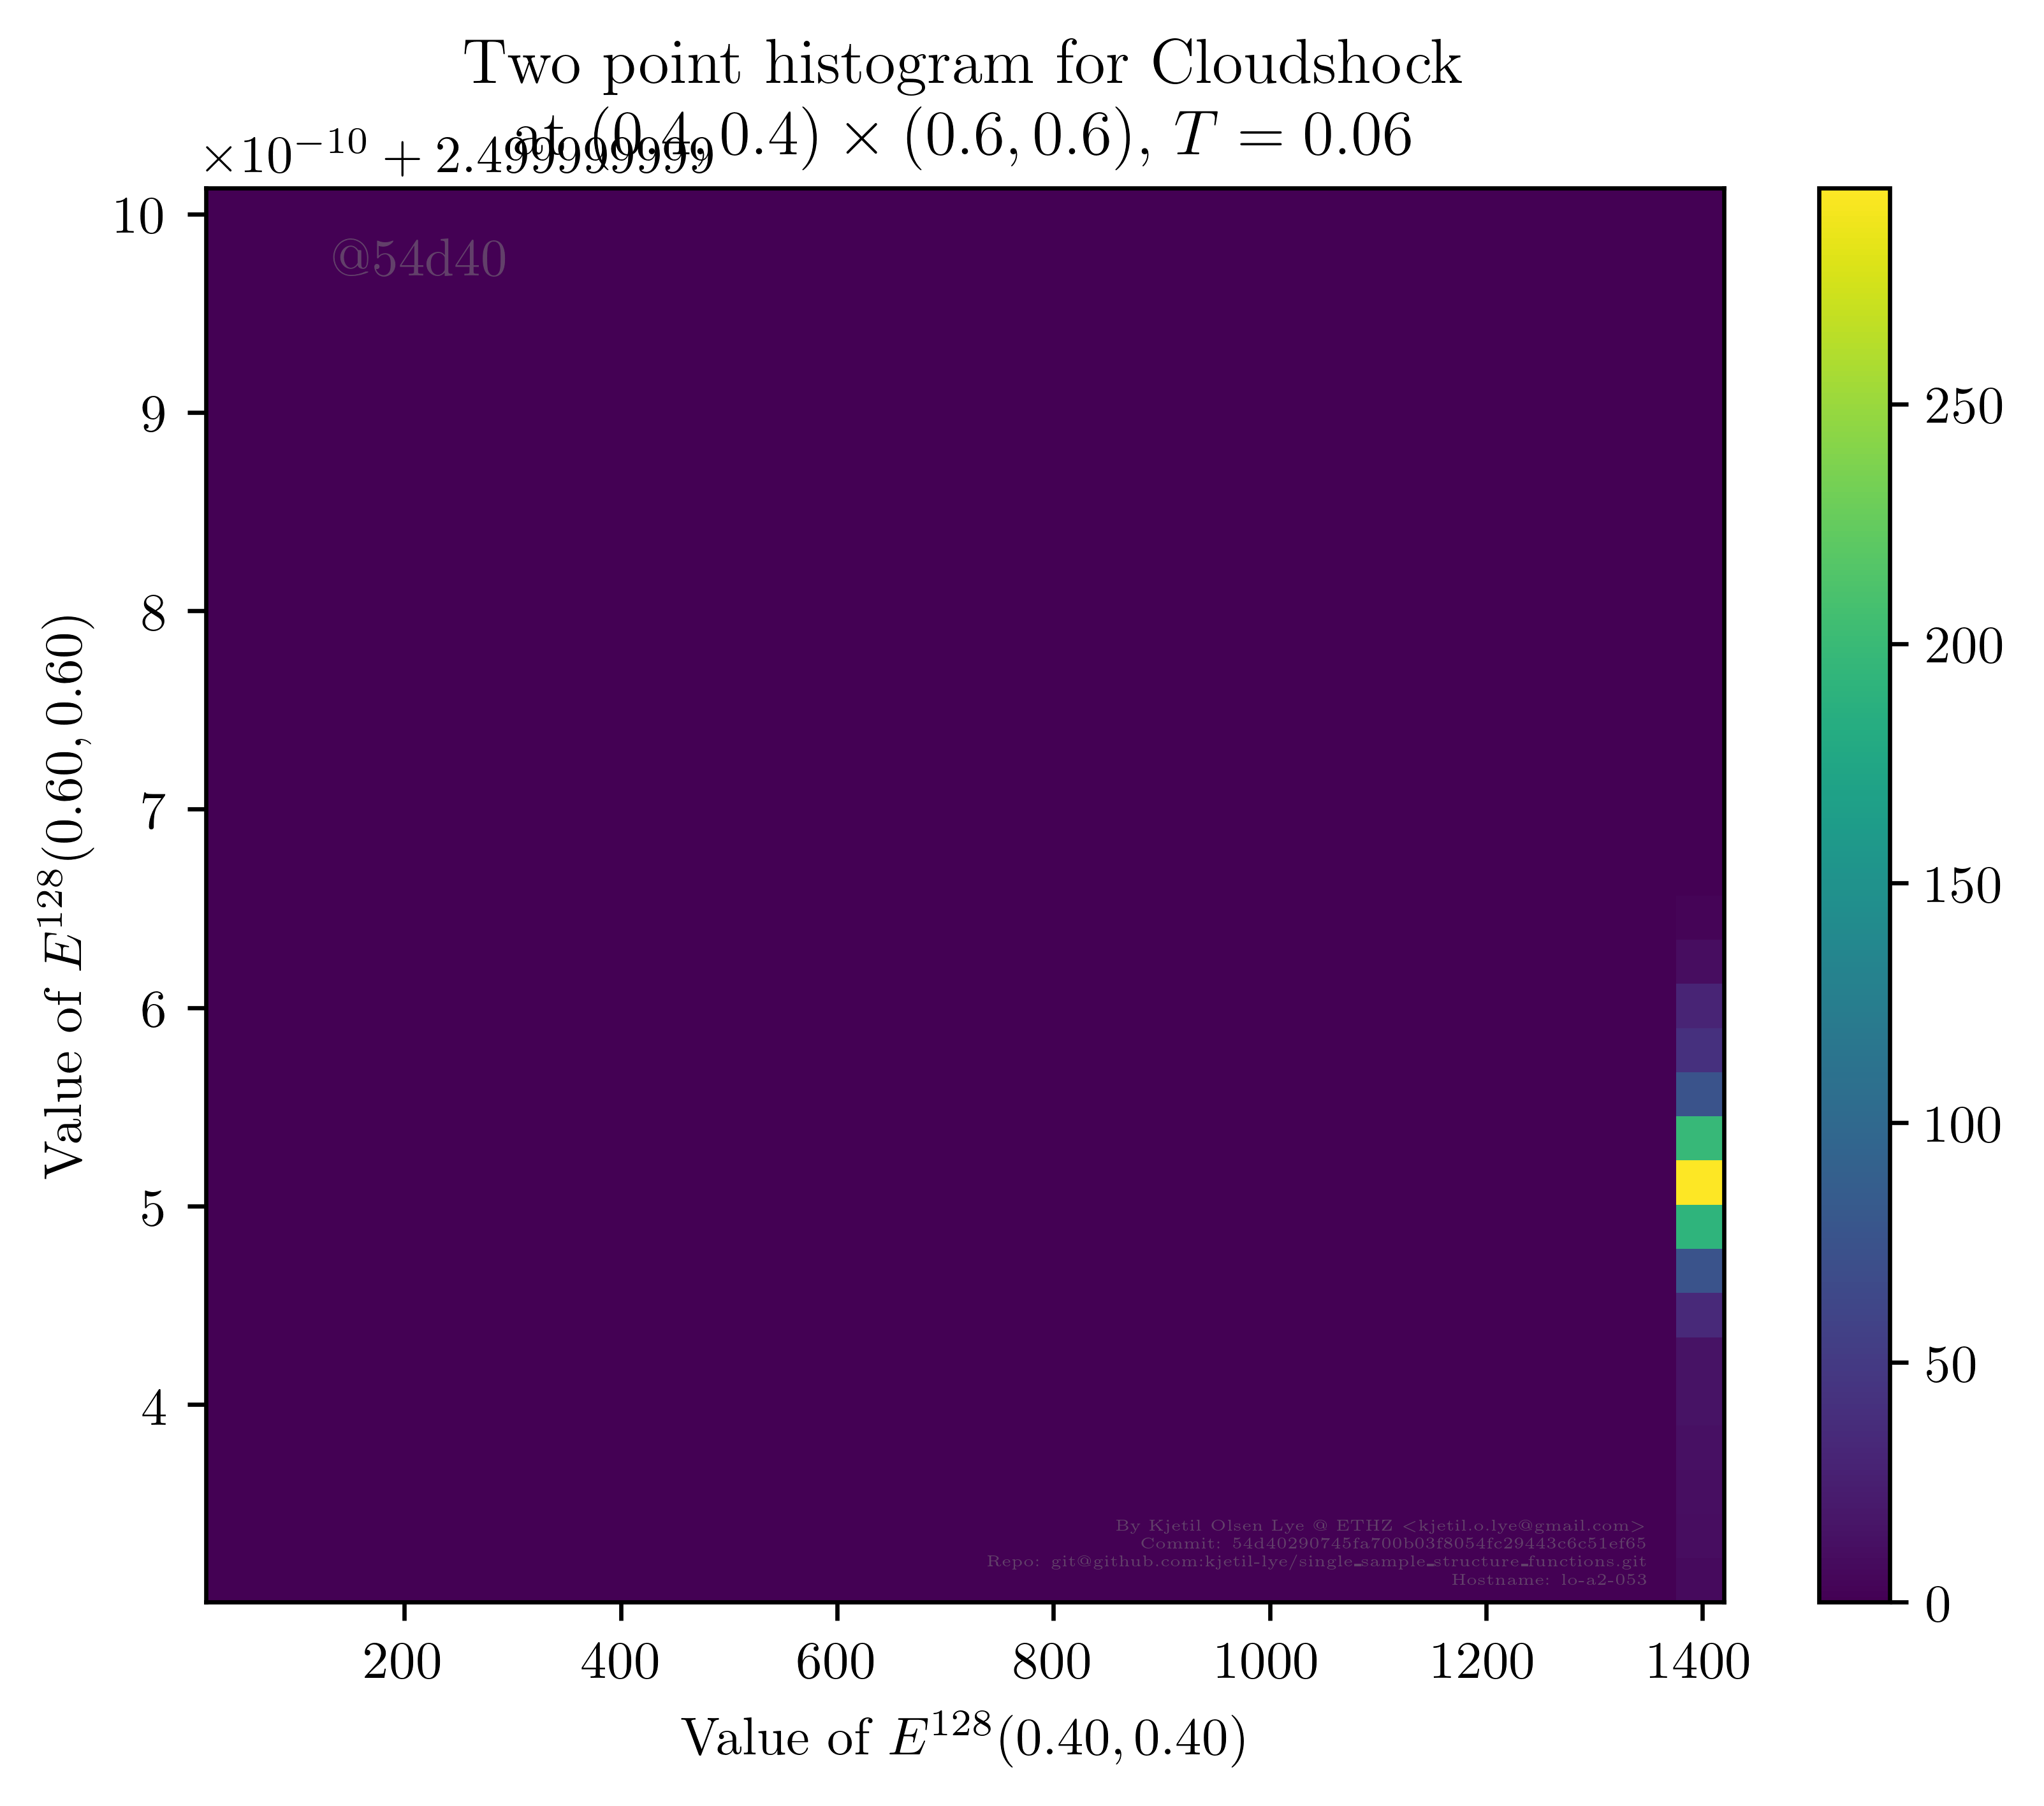 Two point histogram for Cloudshock
at (0.4, 0.4) × (0.6, 0.6), T = 0.06
×10⁻¹⁰ + 2.499999999
10
9
8
7
6
5
4
Value of E¹²⁸(0.60, 0.60)
@54d40
By Kjetil Olsen Lye @ ETHZ <kjetil.o.lye@gmail.com>
Commit: 54d40290745fa700b03f8054fc29443c6c51ef65
Repo: git@github.com:kjetil-lye/single_sample_structure_functions.git
Hostname: lo-a2-053
200 400 600 800 1000 1200 1400
Value of E¹²⁸(0.40, 0.40)
250
200
150
100
50
0